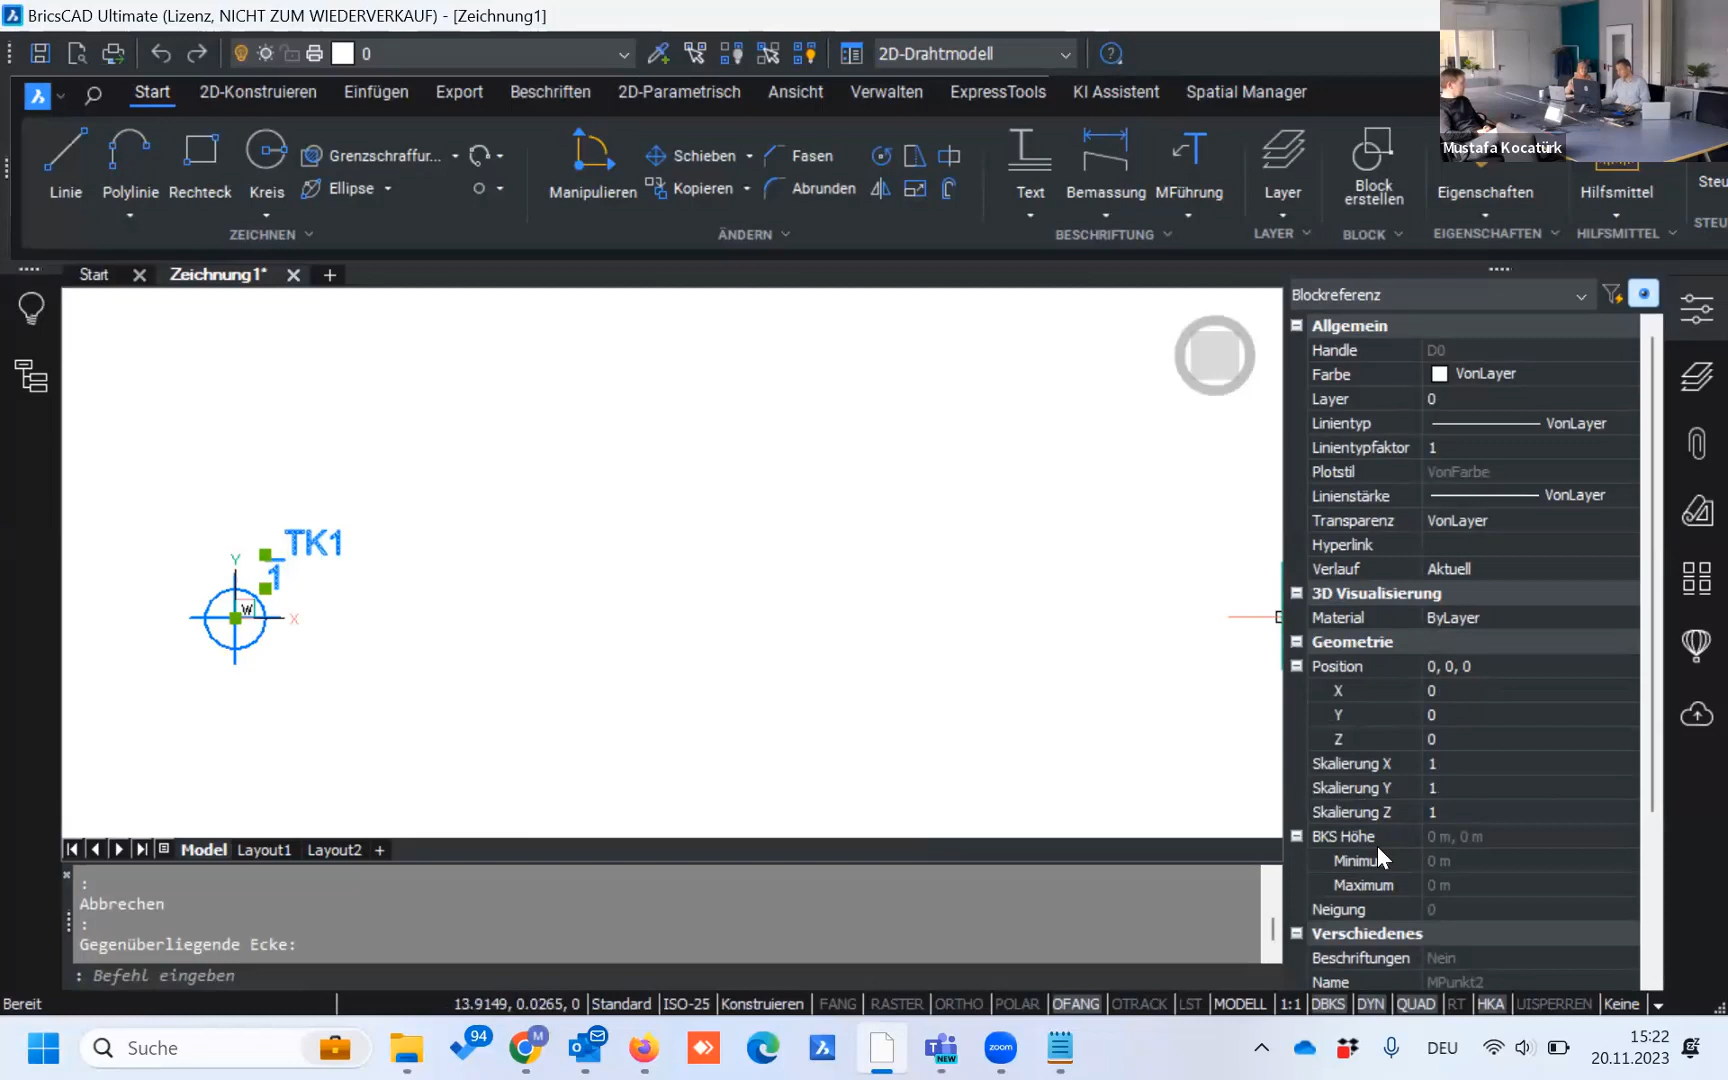 BricsCAD Ultimate (Lizenz, NICHT ZUM WIEDERVERKAUF) - [Zeichnung1]
0
2D-Drahtmodell
Start
2D-Konstruieren
Einfügen
Export
Beschriften
2D-Parametrisch
Ansicht
Verwalten
ExpressTools
KI Assistent
Spatial Manager
Mustafa Kocatürk
Linie
Polylinie
Rechteck
Kreis
Grenzschraffur...
Ellipse
Manipulieren
Schieben
Kopieren
Fasen
Abrunden
Text
Bemassung
MFührung
Layer
Block
erstellen
Eigenschaften
Hilfsmittel
Steu
ZEICHNEN
ÄNDERN
BESCHRIFTUNG
LAYER
BLOCK
EIGENSCHAFTEN
HILFSMITTEL
STEU
Start
Zeichnung1*
TK1
1
Y
W
X
Blockreferenz
Allgemein
Handle D0
Farbe VonLayer
Layer 0
Linientyp VonLayer
Linientypfaktor 1
Plotstil VonFarbe
Linienstärke VonLayer
Transparenz VonLayer
Hyperlink
Verlauf Aktuell
3D Visualisierung
Material ByLayer
Geometrie
Position 0, 0, 0
X 0
Y 0
Z 0
Skalierung X 1
Skalierung Y 1
Skalierung Z 1
BKS Höhe 0 m, 0 m
Minimu 0 m
Maximum 0 m
Neigung 0
Verschiedenes
Beschriftungen Nein
Name MPunkt2
Model
Layout1
Layout2
:
Abbrechen
:
Gegenüberliegende Ecke:
: Befehl eingeben
Bereit
13.9149, 0.0265, 0
Standard
ISO-25
Konstruieren
FANG
RASTER
ORTHO
POLAR
OFANG
OTRACK
LST
MODELL
1:1
DBKS
DYN
QUAD
RT
HKA
UISPERREN
Keine
Suche
94
M
NEW
zoom
DEU
15:22
20.11.2023